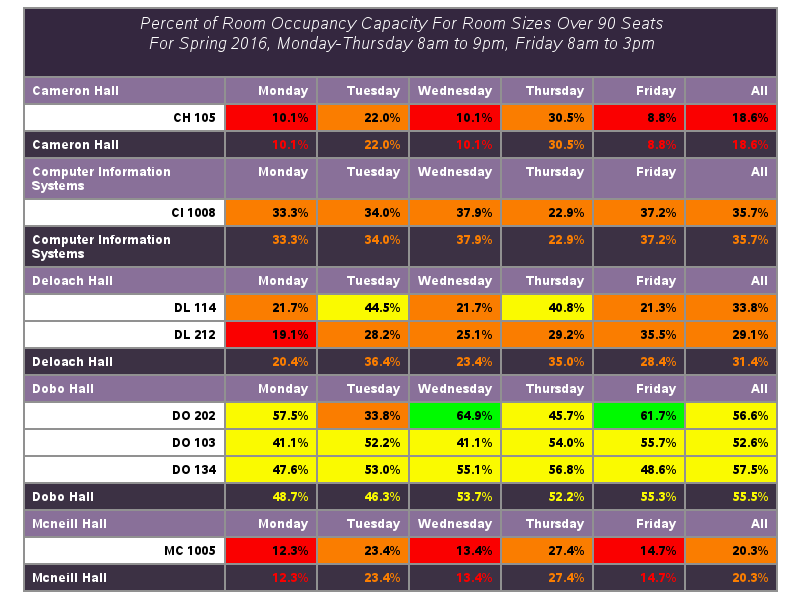 Percent of Room Occupancy Capacity For Room Sizes Over 90 Seats
For Spring 2016, Monday-Thursday 8am to 9pm, Friday 8am to 3pm
Cameron Hall Monday Tuesday Wednesday Thursday Friday All
CH 105 10.1% 22.0% 10.1% 30.5% 8.8% 18.6%
Cameron Hall 10.1% 22.0% 10.1% 30.5% 8.8% 18.6%
Computer Information Monday Tuesday Wednesday Thursday Friday All
Systems
CI 1008 33.3% 34.0% 37.9% 22.9% 37.2% 35.7%
Computer Information 33.3% 34.0% 37.9% 22.9% 37.2% 35.7%
Systems
Deloach Hall Monday Tuesday Wednesday Thursday Friday All
DL 114 21.7% 44.5% 21.7% 40.8% 21.3% 33.8%
DL 212 19.1% 28.2% 25.1% 29.2% 35.5% 29.1%
Deloach Hall 20.4% 36.4% 23.4% 35.0% 28.4% 31.4%
Dobo Hall Monday Tuesday Wednesday Thursday Friday All
DO 202 57.5% 33.8% 64.9% 45.7% 61.7% 56.6%
DO 103 41.1% 52.2% 41.1% 54.0% 55.7% 52.6%
DO 134 47.6% 53.0% 55.1% 56.8% 48.6% 57.5%
Dobo Hall 48.7% 46.3% 53.7% 52.2% 55.3% 55.5%
Mcneill Hall Monday Tuesday Wednesday Thursday Friday All
MC 1005 12.3% 23.4% 13.4% 27.4% 14.7% 20.3%
Mcneill Hall 12.3% 23.4% 13.4% 27.4% 14.7% 20.3%